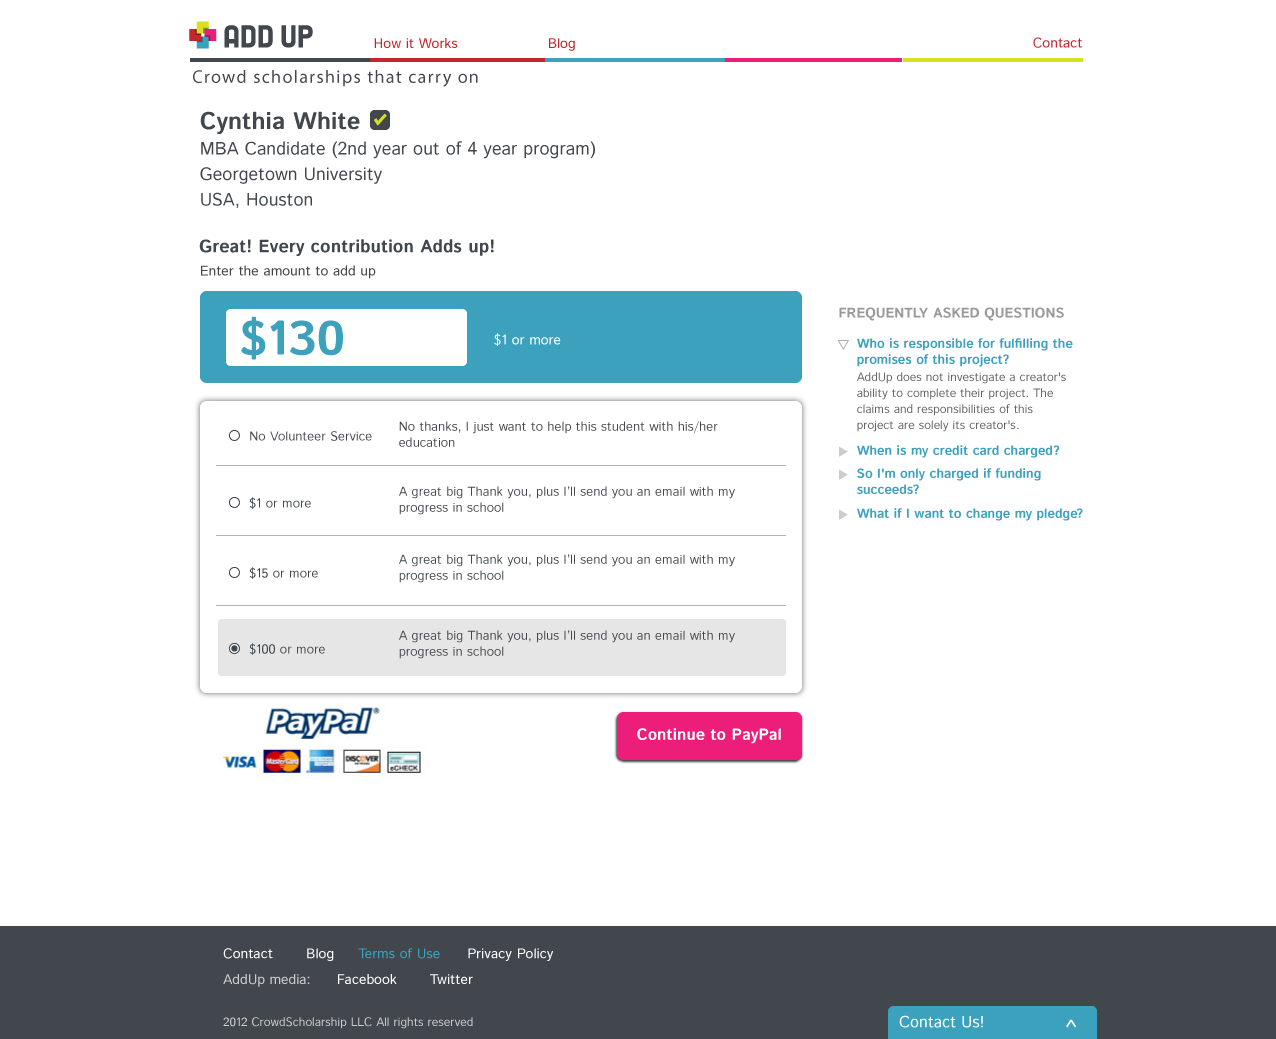 ADD UP
How it Works
Blog
Contact
Crowd scholarships that carry on
Cynthia White
MBA Candidate (2nd year out of 4 year program)
Georgetown University
USA, Houston
Great! Every contribution Adds up!
Enter the amount to add up
$130
$1 or more
No Volunteer Service
No thanks, I just want to help this student with his/her
education
$1 or more
A great big Thank you, plus I'll send you an email with my
progress in school
$15 or more
A great big Thank you, plus I'll send you an email with my
progress in school
$100 or more
A great big Thank you, plus I'll send you an email with my
progress in school
PayPal®
VISA
MasterCard
DISCOVER
eCHECK
Continue to PayPal
FREQUENTLY ASKED QUESTIONS
Who is responsible for fulfilling the
promises of this project?
AddUp does not investigate a creator's
ability to complete their project. The
claims and responsibilities of this
project are solely its creator's.
When is my credit card charged?
So I'm only charged if funding
succeeds?
What if I want to change my pledge?
Contact Blog Terms of Use Privacy Policy
AddUp media: Facebook Twitter
2012 CrowdScholarship LLC All rights reserved
Contact Us!